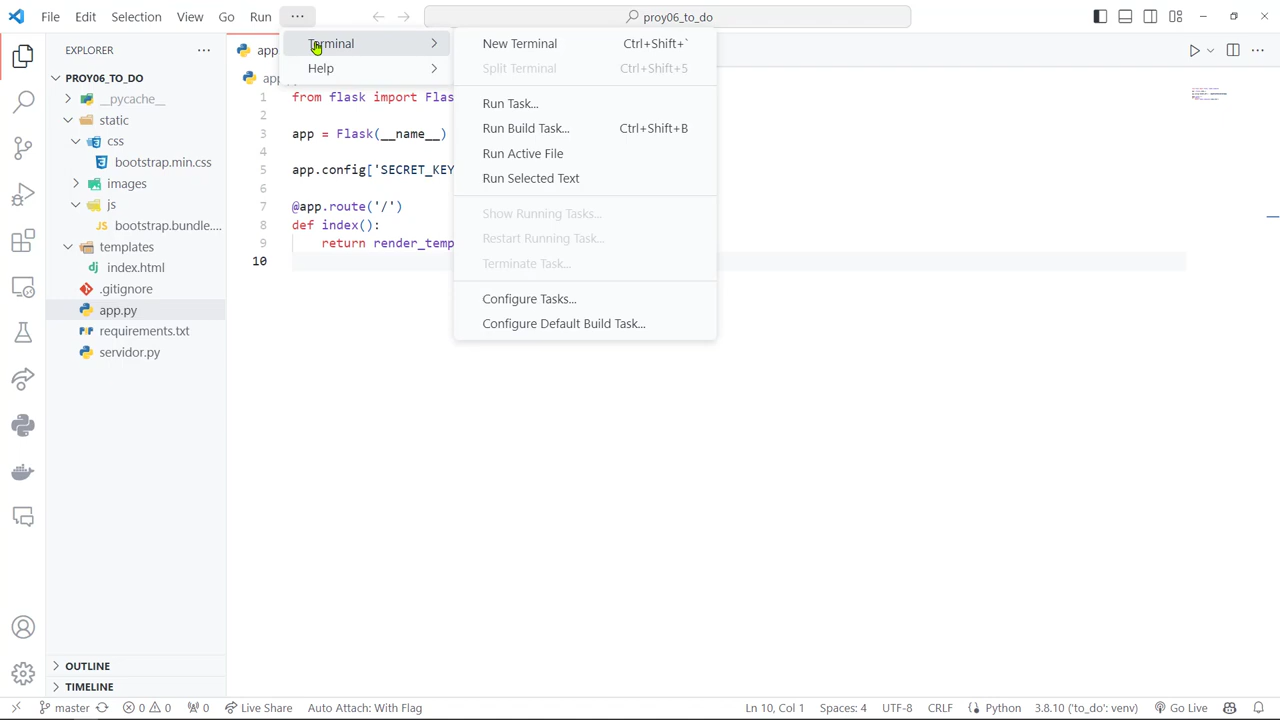 File Edit Selection View Go Run ···
proy06_to_do
Terminal
Help
New Terminal Ctrl+Shift+`
Split Terminal Ctrl+Shift+5
Run Task...
Run Build Task... Ctrl+Shift+B
Run Active File
Run Selected Text
Show Running Tasks...
Restart Running Task...
Terminate Task...
Configure Tasks...
Configure Default Build Task...
EXPLORER ···
PROY06_TO_DO
__pycache__
static
css
bootstrap.min.css
images
js
bootstrap.bundle....
templates
index.html
.gitignore
app.py
requirements.txt
servidor.py
OUTLINE
TIMELINE
app
app
1 from flask import Flas
2
3 app = Flask(__name__)
4
5 app.config['SECRET_KEY
6
7 @app.route('/')
8 def index():
9 return render_temp
10
master 0 0 0 Live Share Auto Attach: With Flag Ln 10, Col 1 Spaces: 4 UTF-8 CRLF Python 3.8.10 ('to_do': venv) Go Live